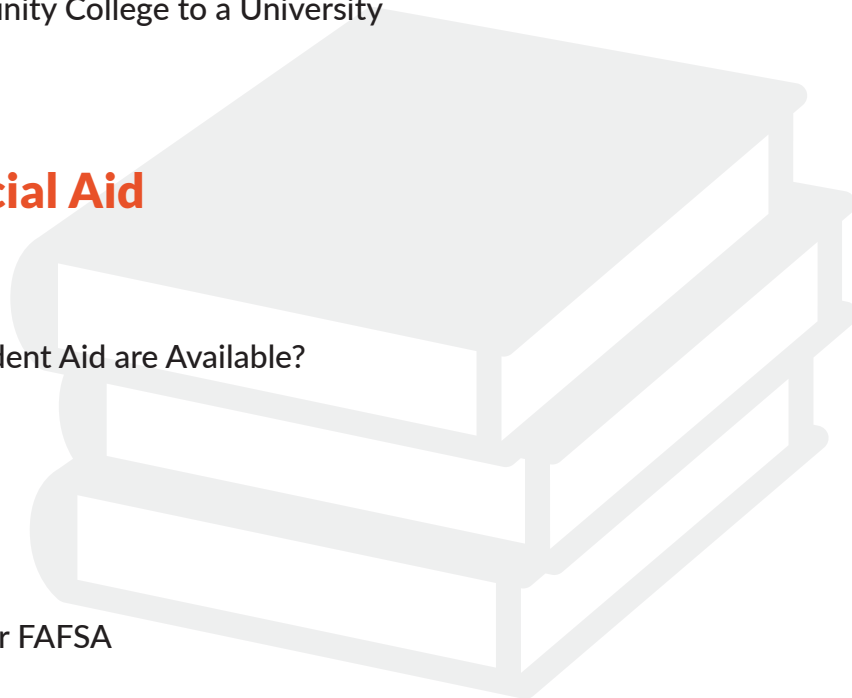 nity College to a University
cial Aid
dent Aid are Available?
r FAFSA